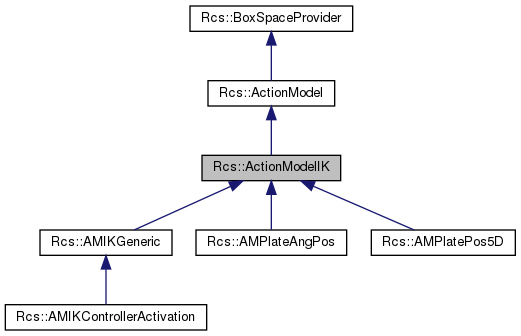 Rcs::BoxSpaceProvider
Rcs::ActionModel
Rcs::ActionModelIK
Rcs::AMIKGeneric
Rcs::AMPlateAngPos
Rcs::AMPlatePos5D
Rcs::AMIKControllerActivation